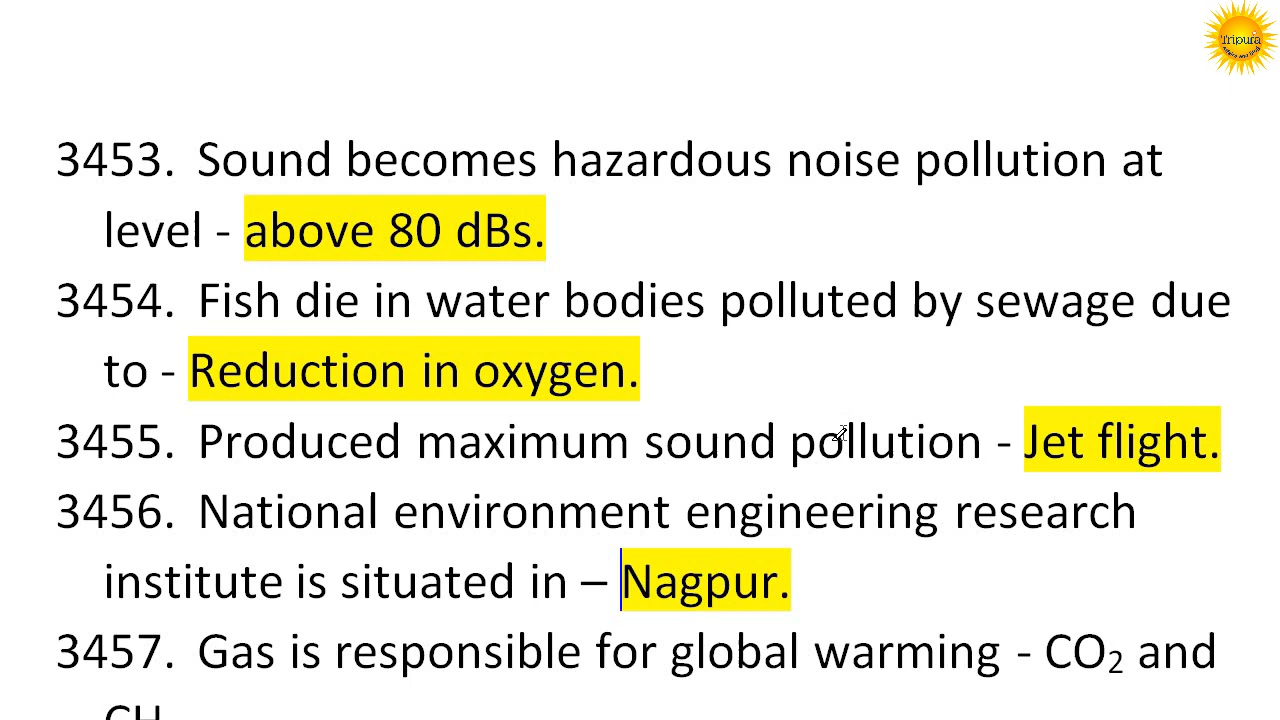 Tripura
3453. Sound becomes hazardous noise pollution at
level - above 80 dBs.
3454. Fish die in water bodies polluted by sewage due
to - Reduction in oxygen.
3455. Produced maximum sound pollution - Jet flight.
3456. National environment engineering research
institute is situated in – Nagpur.
3457. Gas is responsible for global warming - CO₂ and
CH